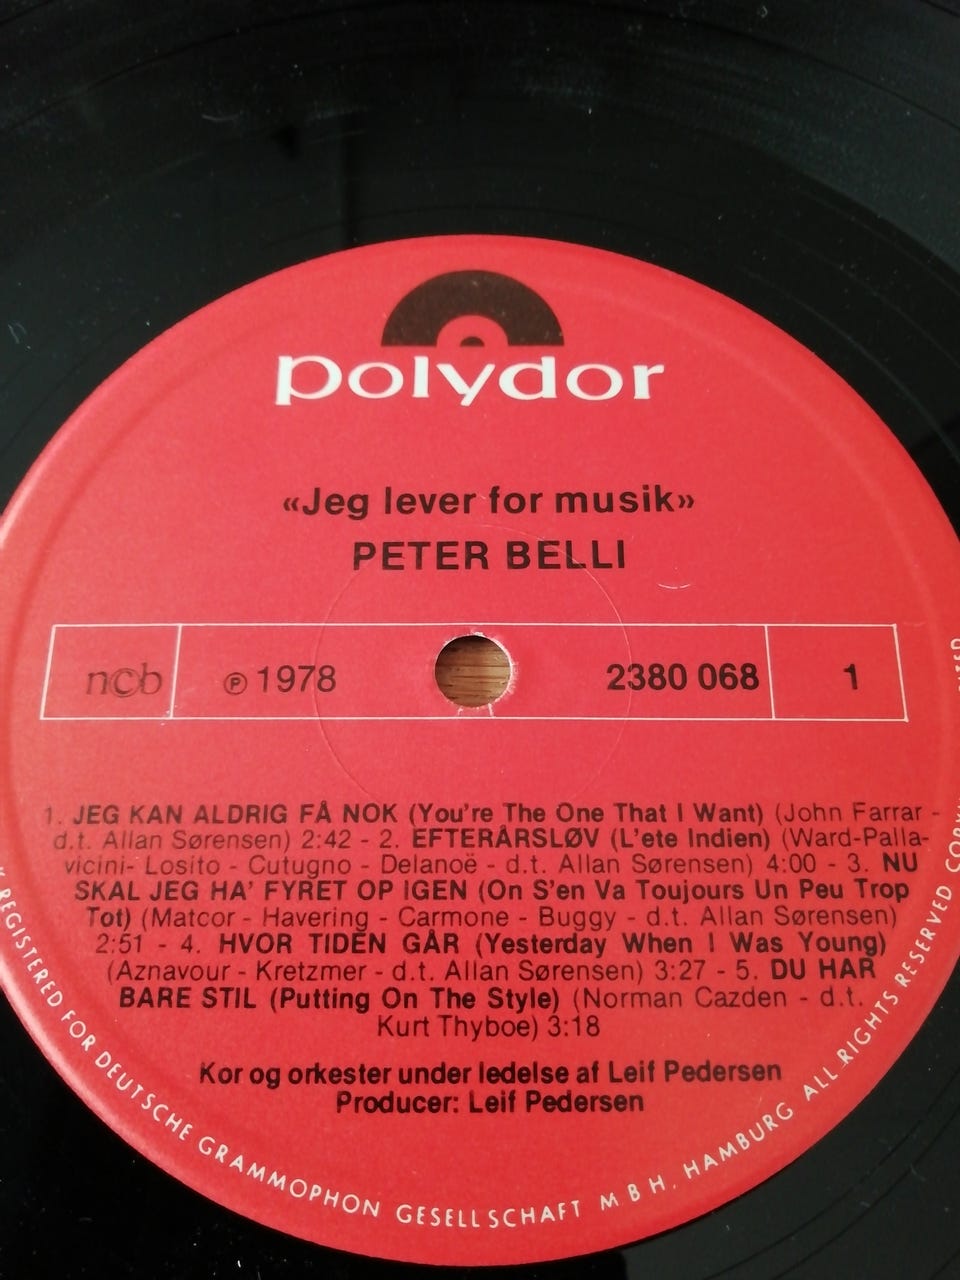 polydor
«Jeg lever for musik»
PETER BELLI
ncb ℗ 1978 2380 068 1
1. JEG KAN ALDRIG FÅ NOK (You're The One That I Want) (John Farrar -
d.t. Allan Sørensen) 2:42 - 2. EFTERÅRSLØV (L'ete Indien) (Ward-Palla-
vicini- Losito - Cutugno - Delanoë - d.t. Allan Sørensen) 4:00 - 3. NU
SKAL JEG HA' FYRET OP IGEN (On S'en Va Toujours Un Peu Trop
Tot) (Matcor - Havering - Carmone - Buggy - d.t. Allan Sørensen)
2:51 - 4. HVOR TIDEN GÅR (Yesterday When I Was Young)
(Aznavour - Kretzmer - d.t. Allan Sørensen) 3:27 - 5. DU HAR
BARE STIL (Putting On The Style) (Norman Cazden - d.t.
Kurt Thyboe) 3:18
Kor og orkester under ledelse af Leif Pedersen
Producer: Leif Pedersen
REGISTERED FOR DEUTSCHE GRAMMOPHON GESELLSCHAFT M B H. HAMBURG ALL RIGHTS RESERVED